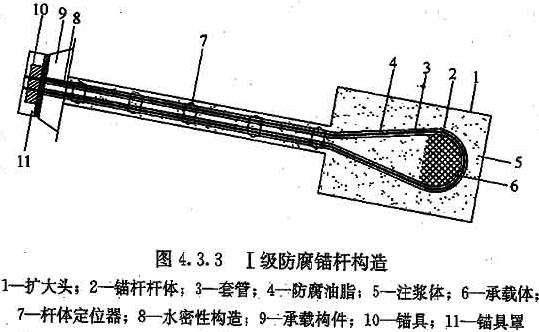 10 9 8
7
4 3 2 1
5
6
11
图 4.3.3 Ⅰ级防腐锚杆构造
1—扩大头；2—锚杆杆体；3—套管；4—防腐油脂；5—注浆体；6—承载体；
7—杆体定位器；8—水密性构造；9—承载构件；10—锚具；11—锚具罩